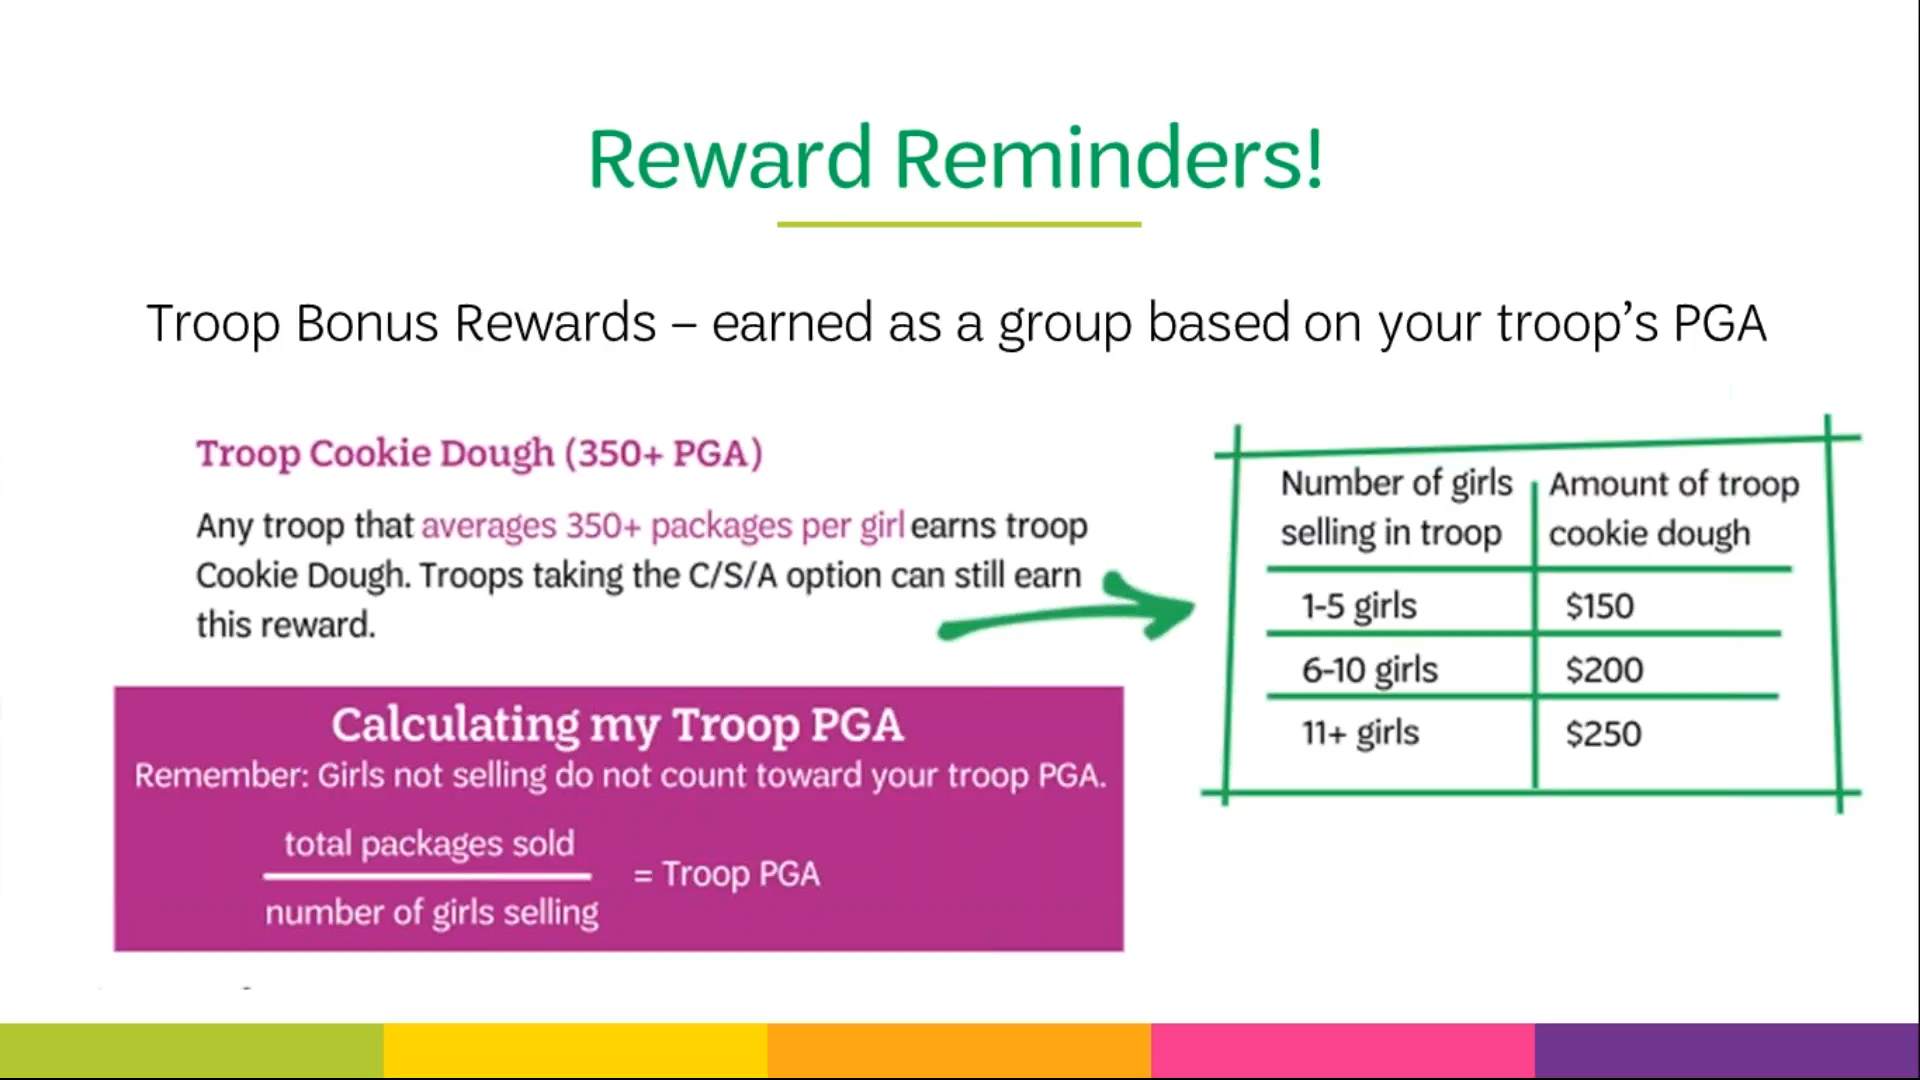 Reward Reminders!
Troop Bonus Rewards – earned as a group based on your troop’s PGA
Troop Cookie Dough (350+ PGA)
Any troop that averages 350+ packages per girl earns troop
Cookie Dough. Troops taking the C/S/A option can still earn
this reward.
Calculating my Troop PGA
Remember: Girls not selling do not count toward your troop PGA.
total packages sold
number of girls selling
= Troop PGA
Number of girls selling in troop
Amount of troop cookie dough
1-5 girls $150
6-10 girls $200
11+ girls $250